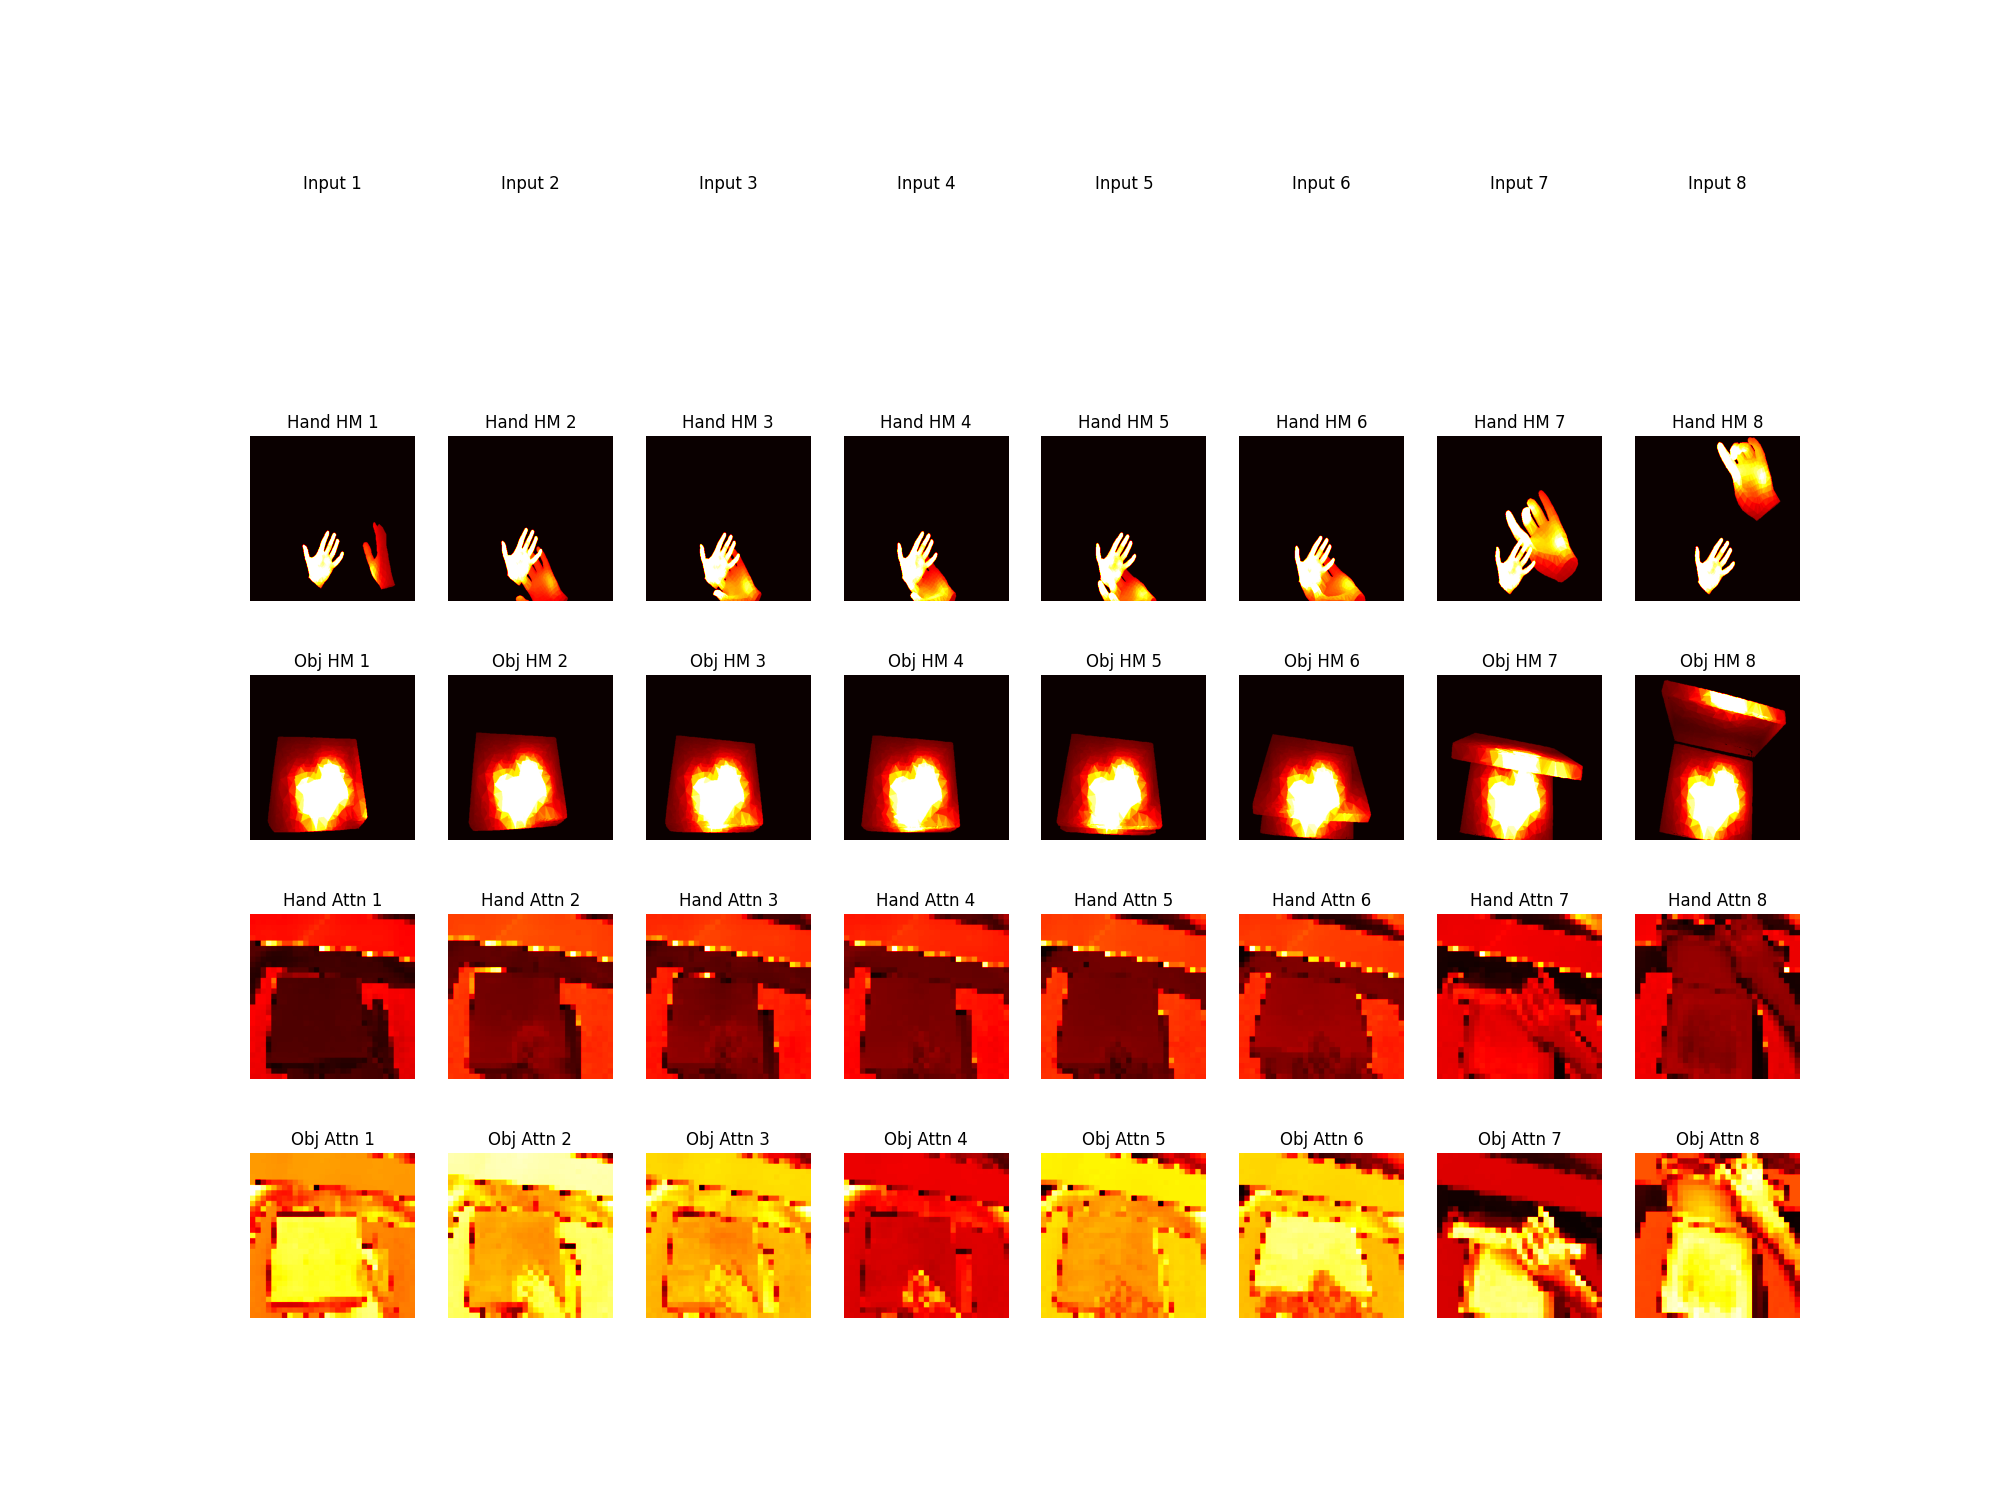 Input 1 Input 2 Input 3 Input 4 Input 5 Input 6 Input 7 Input 8
Hand HM 1 Hand HM 2 Hand HM 3 Hand HM 4 Hand HM 5 Hand HM 6 Hand HM 7 Hand HM 8
Obj HM 1 Obj HM 2 Obj HM 3 Obj HM 4 Obj HM 5 Obj HM 6 Obj HM 7 Obj HM 8
Hand Attn 1 Hand Attn 2 Hand Attn 3 Hand Attn 4 Hand Attn 5 Hand Attn 6 Hand Attn 7 Hand Attn 8
Obj Attn 1 Obj Attn 2 Obj Attn 3 Obj Attn 4 Obj Attn 5 Obj Attn 6 Obj Attn 7 Obj Attn 8